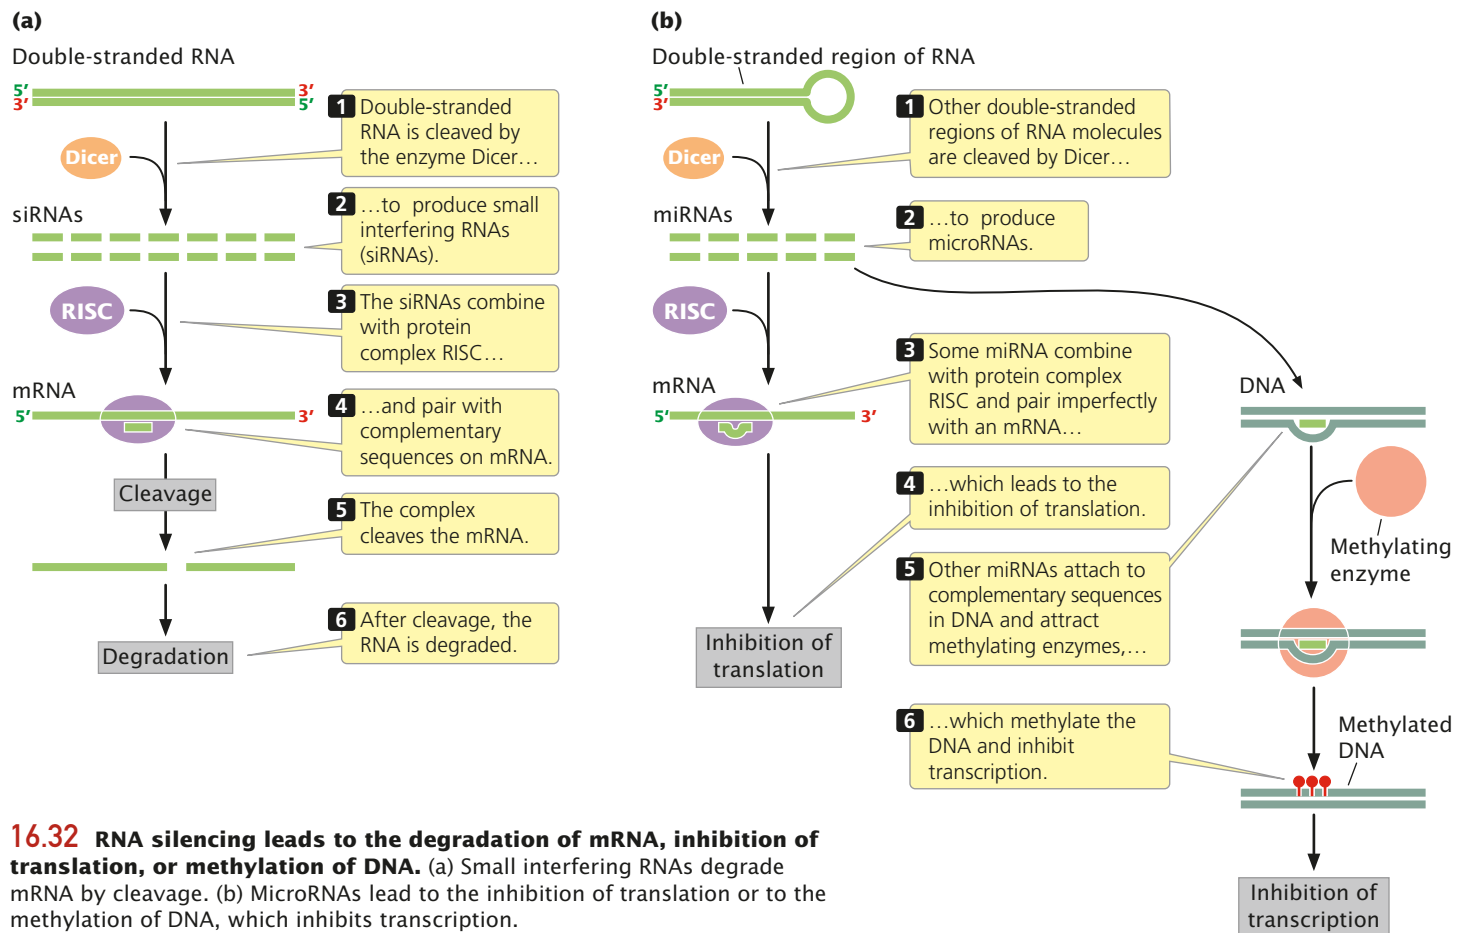 (a)
Double-stranded RNA
5′ 3′
3′ 5′
1 Double-stranded
RNA is cleaved by
the enzyme Dicer…
Dicer
siRNAs
2 …to produce small
interfering RNAs
(siRNAs).
RISC
3 The siRNAs combine
with protein
complex RISC…
mRNA
5′ 3′
4 …and pair with
complementary
sequences on mRNA.
Cleavage
5 The complex
cleaves the mRNA.
6 After cleavage, the
RNA is degraded.
Degradation
(b)
Double-stranded region of RNA
5′
3′
1 Other double-stranded
regions of RNA molecules
are cleaved by Dicer…
Dicer
miRNAs
2 …to produce
microRNAs.
RISC
3 Some miRNA combine
with protein complex
RISC and pair imperfectly
with an mRNA…
mRNA
5′ 3′
4 …which leads to the
inhibition of translation.
Inhibition of
translation
DNA
5 Other miRNAs attach to
complementary sequences
in DNA and attract
methylating enzymes,…
Methylating
enzyme
6 …which methylate the
DNA and inhibit
transcription.
Methylated
DNA
Inhibition of
transcription
16.32 RNA silencing leads to the degradation of mRNA, inhibition of
translation, or methylation of DNA. (a) Small interfering RNAs degrade
mRNA by cleavage. (b) MicroRNAs lead to the inhibition of translation or to the
methylation of DNA, which inhibits transcription.